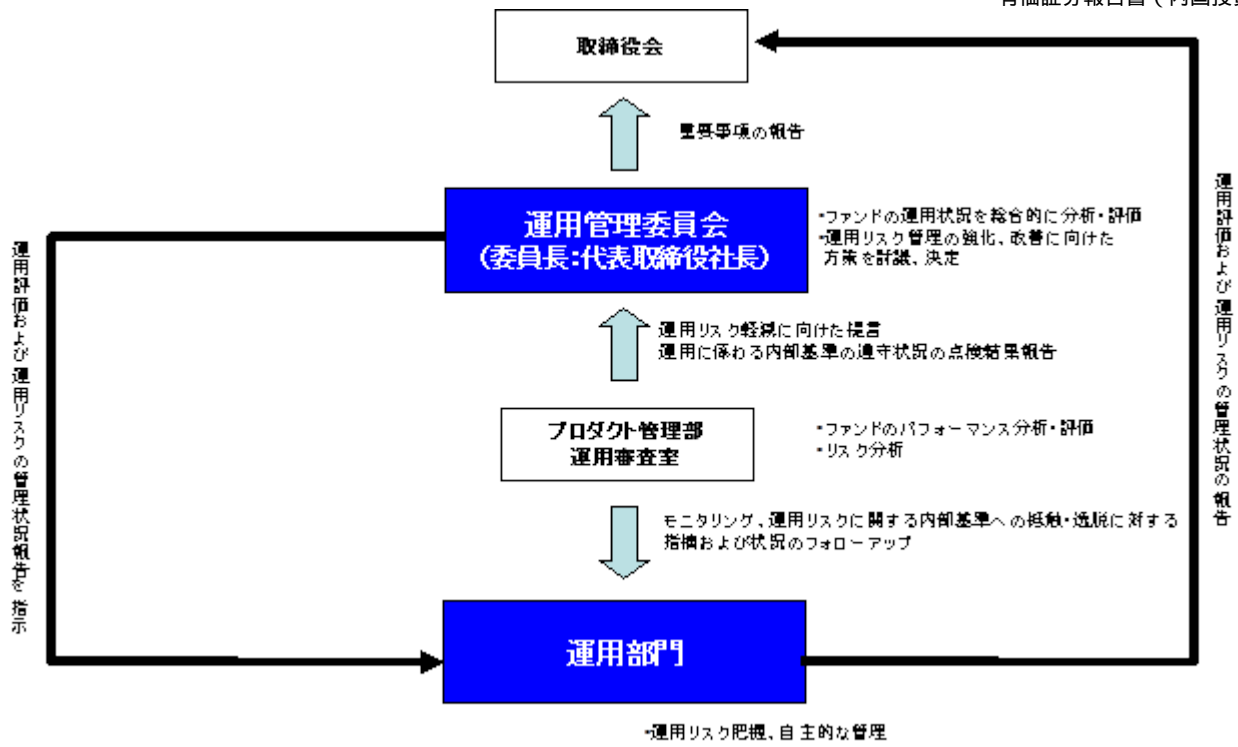 有価証券報告書（内国投資
取締役会
重要事項の報告
運用管理委員会
（委員長：代表取締役社長）
・ファンドの運用状況を総合的に分析・評価
・運用リスク管理の強化、改善に向けた
方策を討議、決定
運用リスク軽減に向けた提言
運用に係わる内部基準の遵守状況の点検結果報告
プロダクト管理部
運用審査室
・ファンドのパフォーマンス分析・評価
・リスク分析
モニタリング、運用リスクに関する内部基準への抵触・逸脱に対する
指摘および状況のフォローアップ
運用部門
・運用リスク把握、自主的な管理
運用評価および運用リスクの管理状況報告を指示
運用評価および運用リスクの管理状況の報告